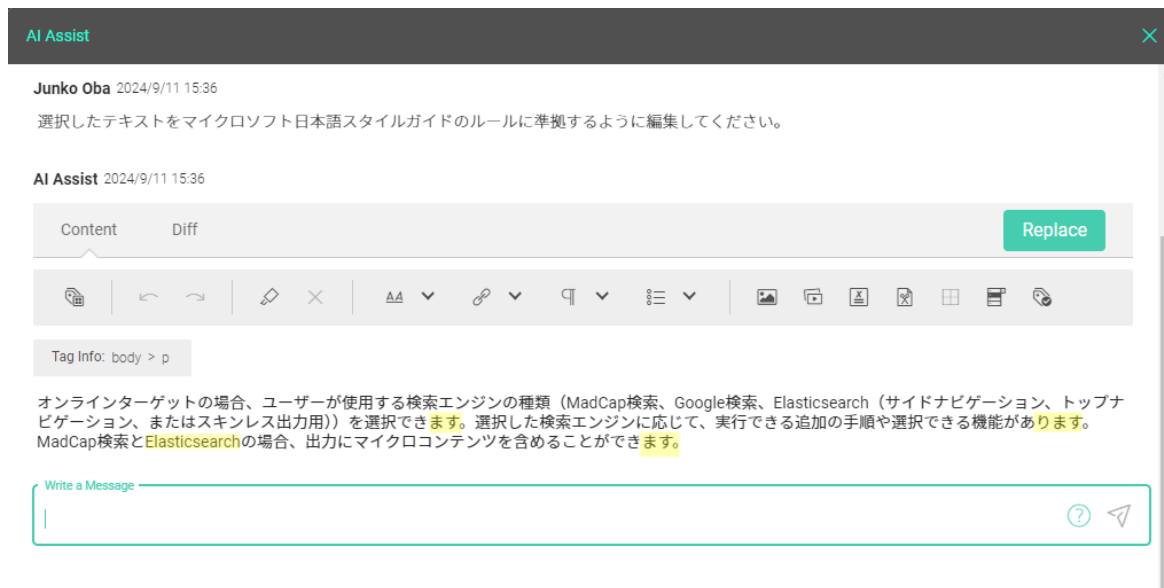 AI Assist
Junko Oba 2024/9/11 15:36
選択したテキストをマイクロソフト日本語スタイルガイドのルールに準拠するように編集してください。
AI Assist 2024/9/11 15:36
Content Diff Replace
Tag Info: body > p
オンラインターゲットの場合、ユーザーが使用する検索エンジンの種類（MadCap検索、Google検索、Elasticsearch（サイドナビゲーション、トップナ
ビゲーション、またはスキンレス出力用））を選択できます。選択した検索エンジンに応じて、実行できる追加の手順や選択できる機能があります。
MadCap検索とElasticsearchの場合、出力にマイクロコンテンツを含めることができます。
Write a Message